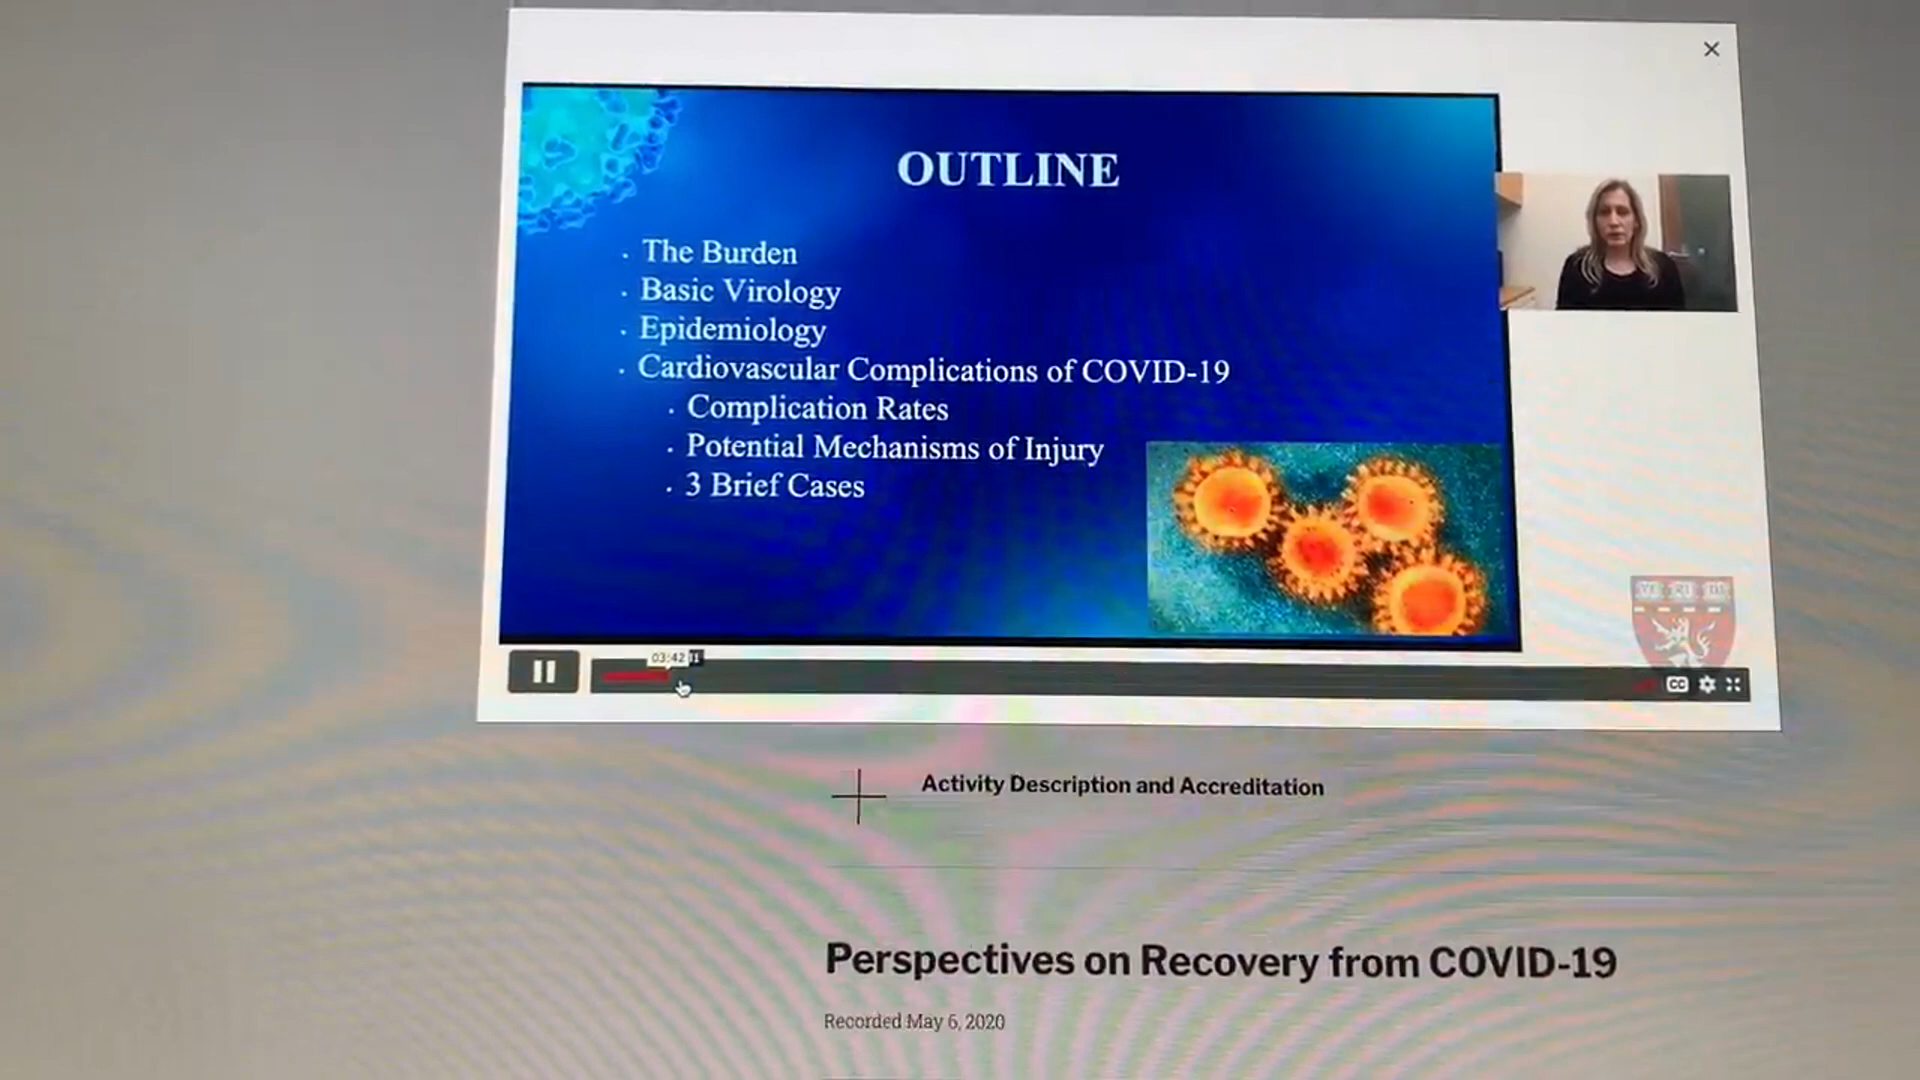 OUTLINE
. The Burden
. Basic Virology
. Epidemiology
. Cardiovascular Complications of COVID-19
. Complication Rates
. Potential Mechanisms of Injury
. 3 Brief Cases
03:42
CC
Activity Description and Accreditation
Perspectives on Recovery from COVID-19
Recorded May 6, 2020